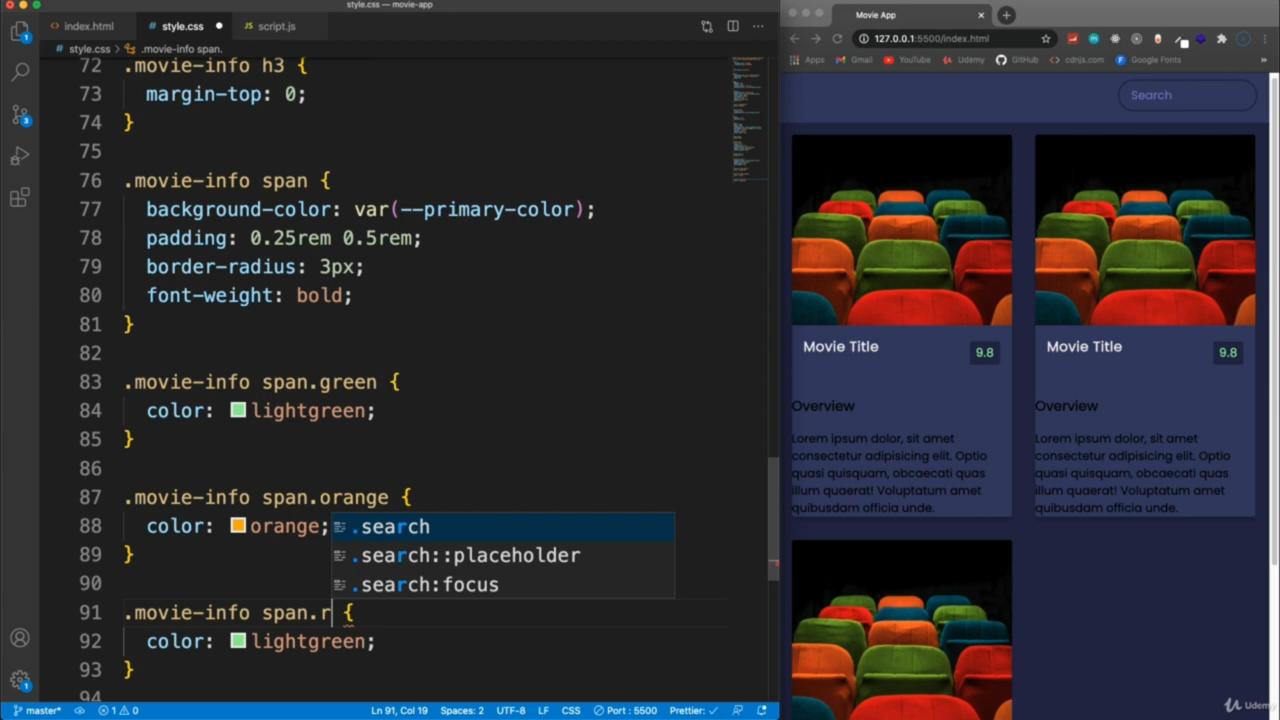 style.css — movie-app
index.html
style.css
script.js
style.css > .movie-info span.
72 .movie-info h3 {
73 margin-top: 0;
74 }
75
76 .movie-info span {
77 background-color: var(--primary-color);
78 padding: 0.25rem 0.5rem;
79 border-radius: 3px;
80 font-weight: bold;
81 }
82
83 .movie-info span.green {
84 color: lightgreen;
85 }
86
87 .movie-info span.orange {
88 color: orange;
89 }
90
91 .movie-info span.r {
92 color: lightgreen;
93 }
94
.search
.search::placeholder
.search:focus
1
3
1
master* 1 0 Ln 91, Col 19 Spaces: 2 UTF-8 LF CSS Port : 5500 Prettier: ✓
Movie App
127.0.0.1:5500/index.html
Apps Gmail YouTube Udemy GitHub cdnjs.com Google Fonts »
Search
Movie Title 9.8
Overview
Lorem ipsum dolor, sit amet
consectetur adipisicing elit. Optio
quasi quisquam, obcaecati quas
illum quaerat! Voluptatum amet
quibusdam officia unde.
Movie Title 9.8
Overview
Lorem ipsum dolor, sit amet
consectetur adipisicing elit. Optio
quasi quisquam, obcaecati quas
illum quaerat! Voluptatum amet
quibusdam officia unde.
Udemy